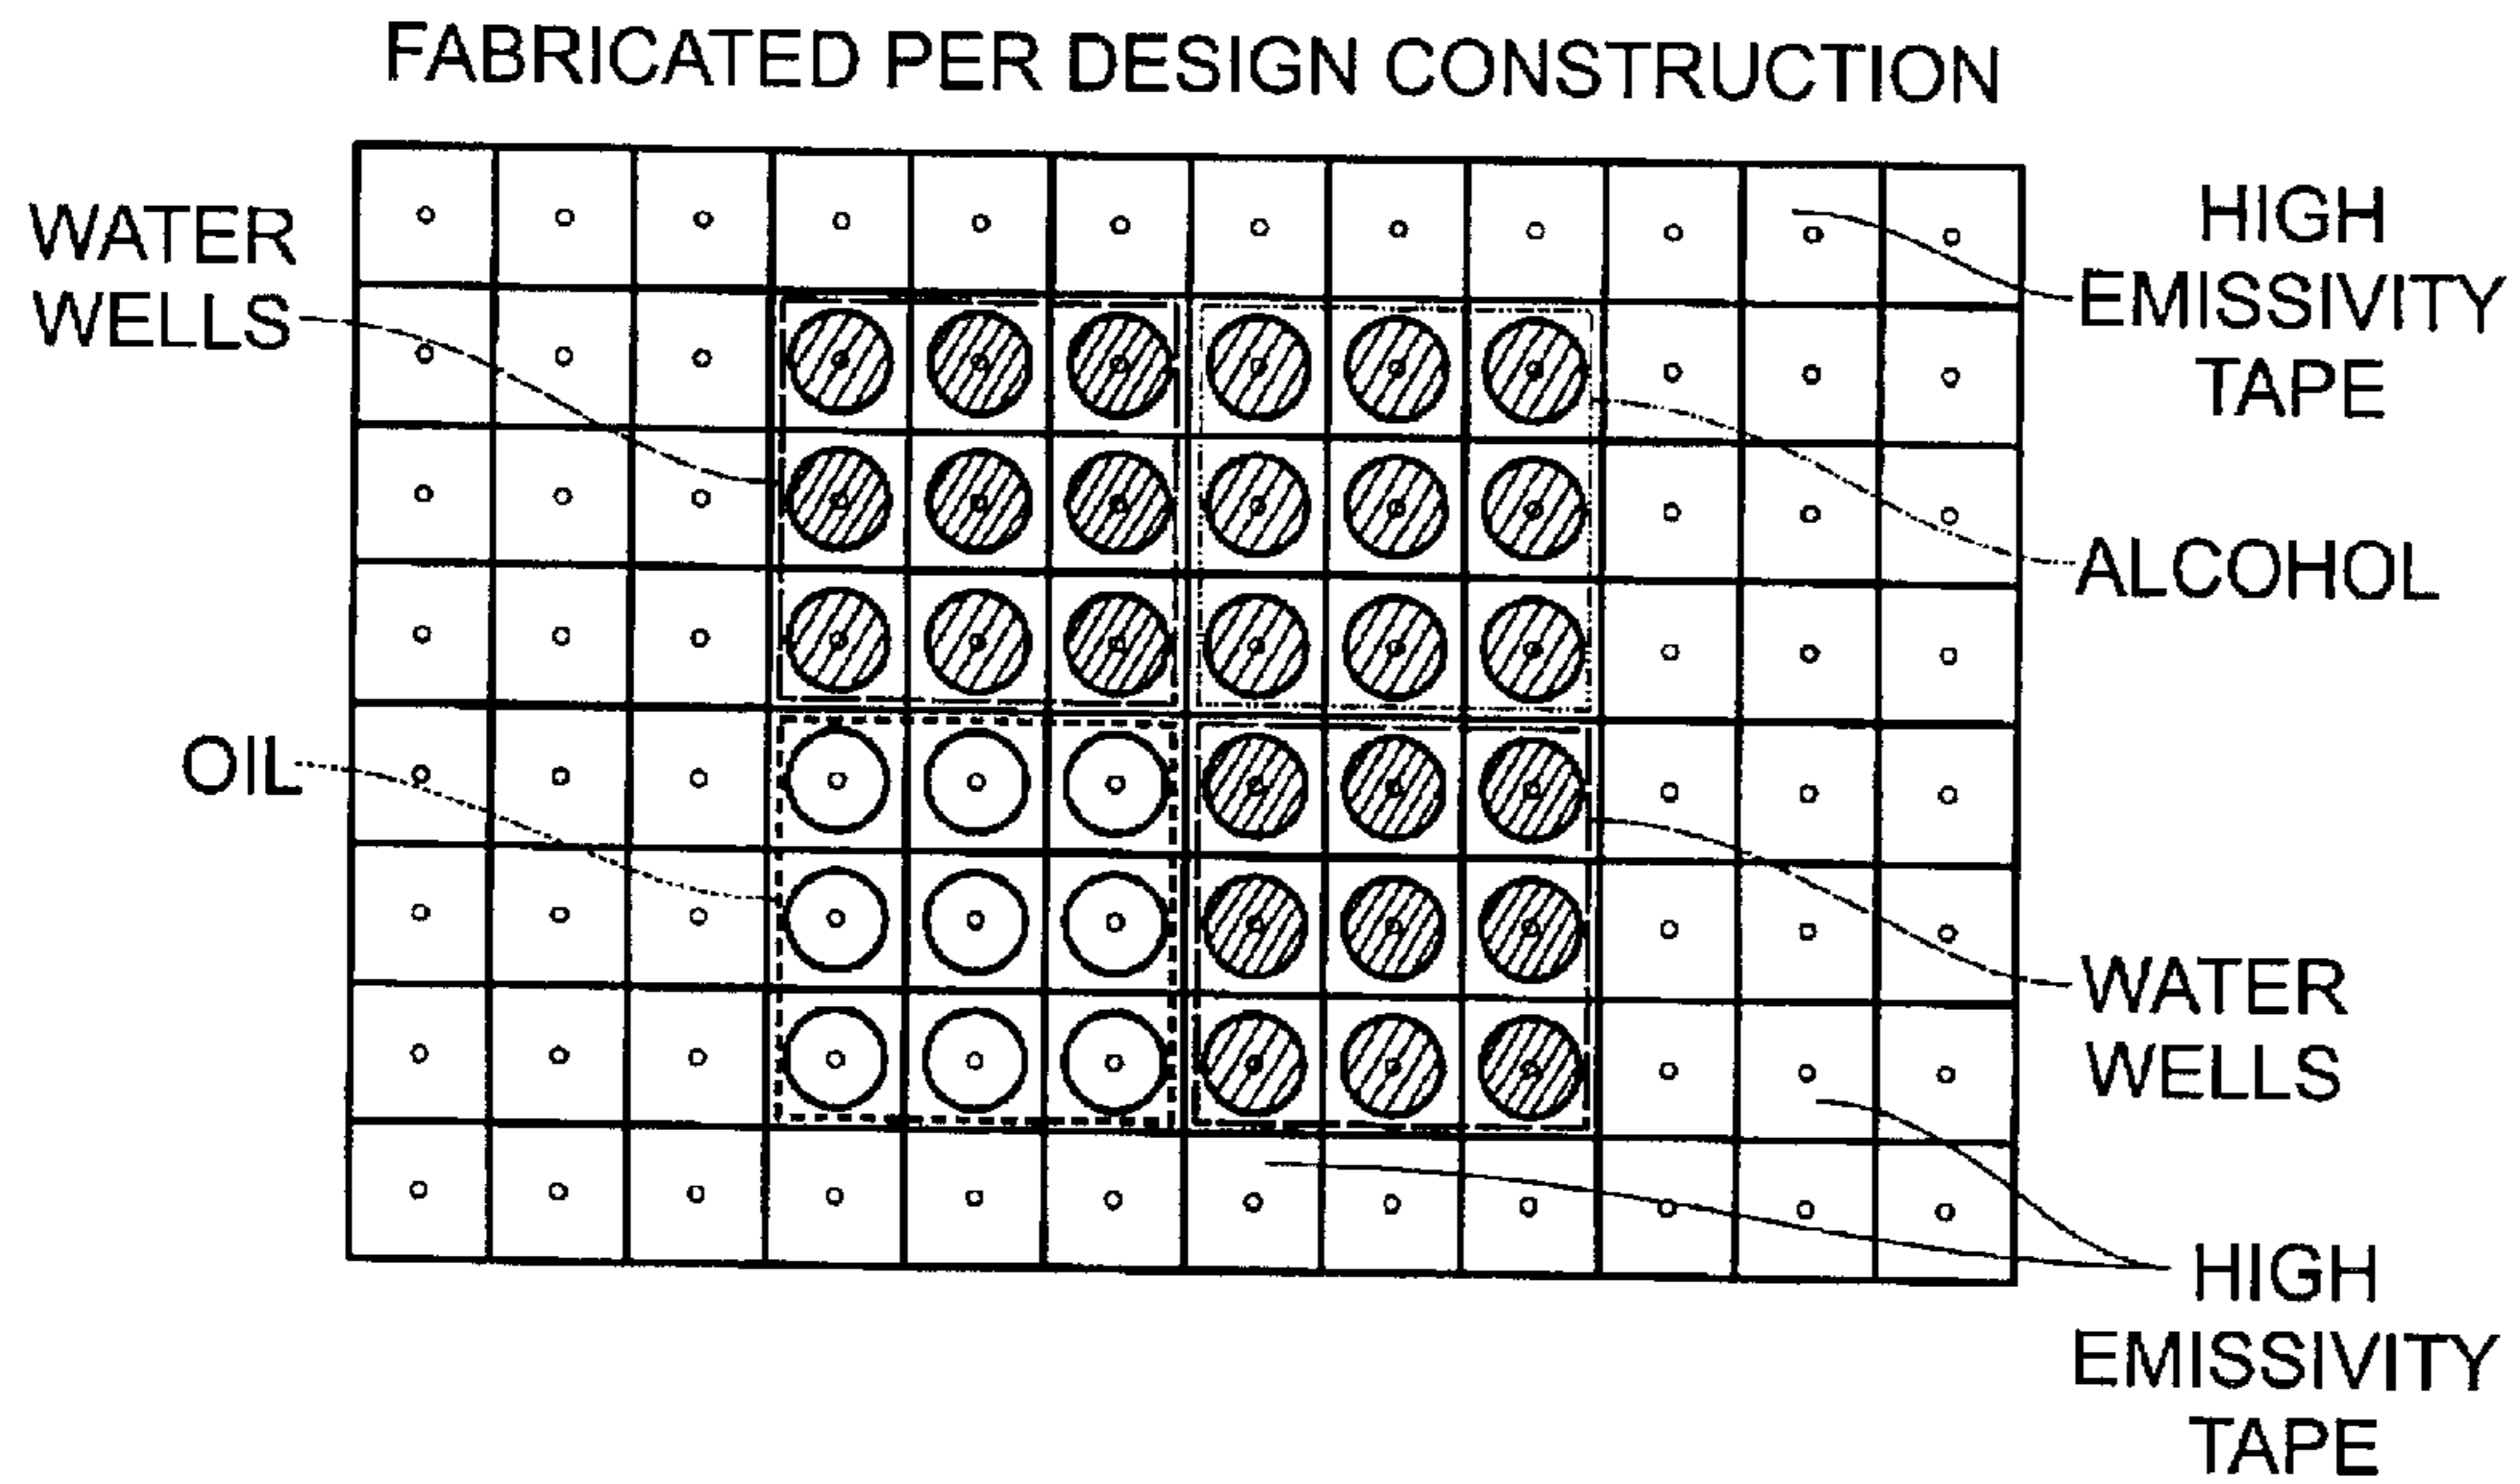 FABRICATED PER DESIGN CONSTRUCTION
WATER
WELLS
HIGH
EMISSIVITY
TAPE
ALCOHOL
OIL
WATER
WELLS
HIGH
EMISSIVITY
TAPE